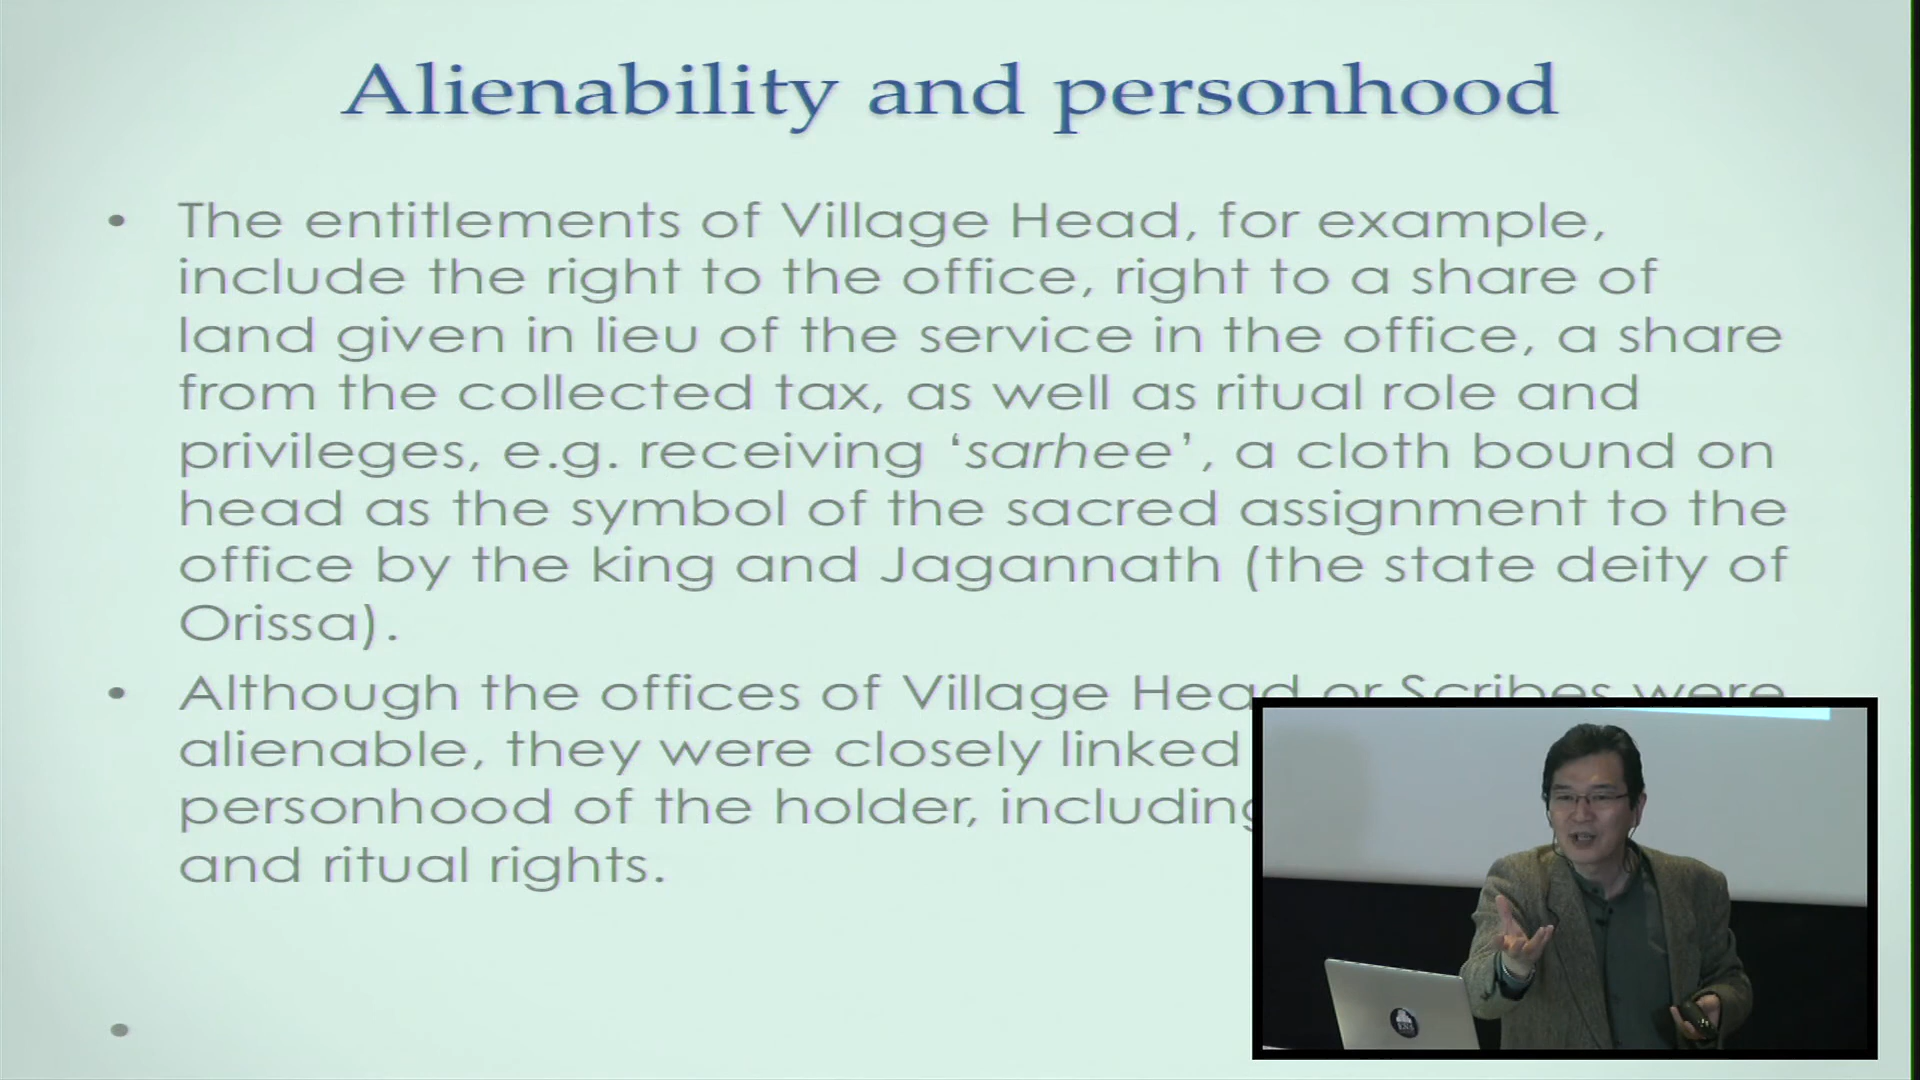 Alienability and personhood
• The entitlements of Village Head, for example,
include the right to the office, right to a share of
land given in lieu of the service in the office, a share
from the collected tax, as well as ritual role and
privileges, e.g. receiving ‘sarhee’, a cloth bound on
head as the symbol of the sacred assignment to the
office by the king and Jagannath (the state deity of
Orissa).
• Although the offices of Village Head or Scribes were
alienable, they were closely linked
personhood of the holder, including
and ritual rights.
•